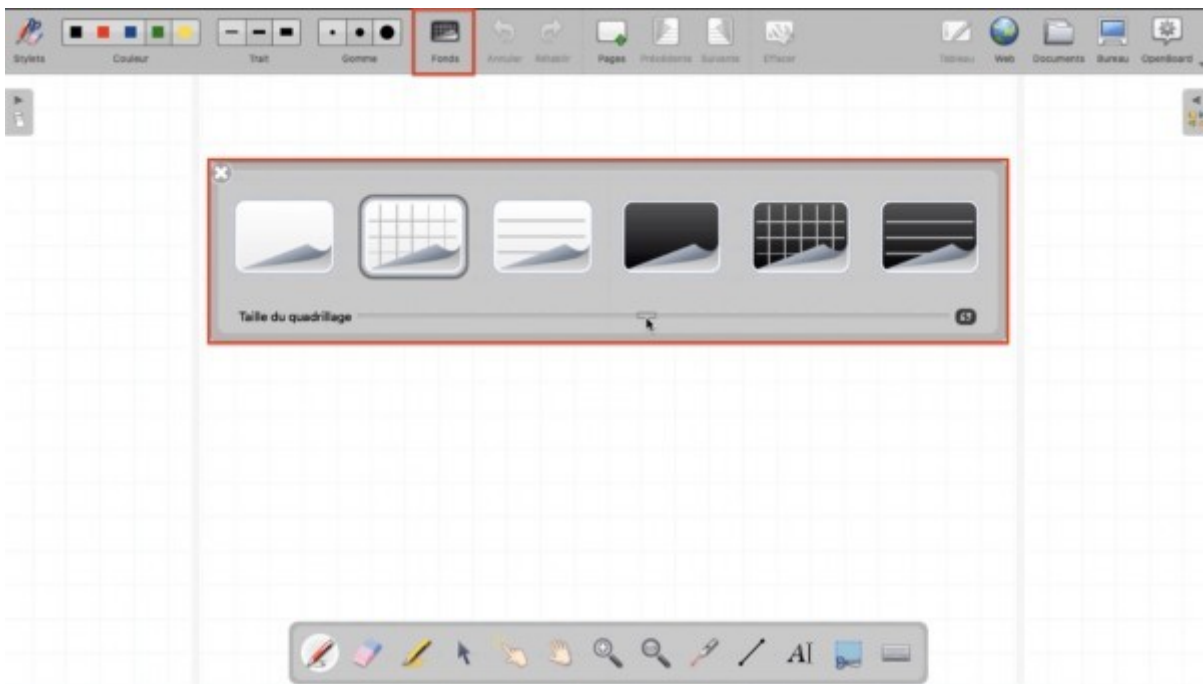 Stylets Couleur Trait Gomme Fonds Annuler Rétablir Pages Précédente Suivante Effacer Tableau Web Documents Bureau OpenBoard
Taille du quadrillage
AI